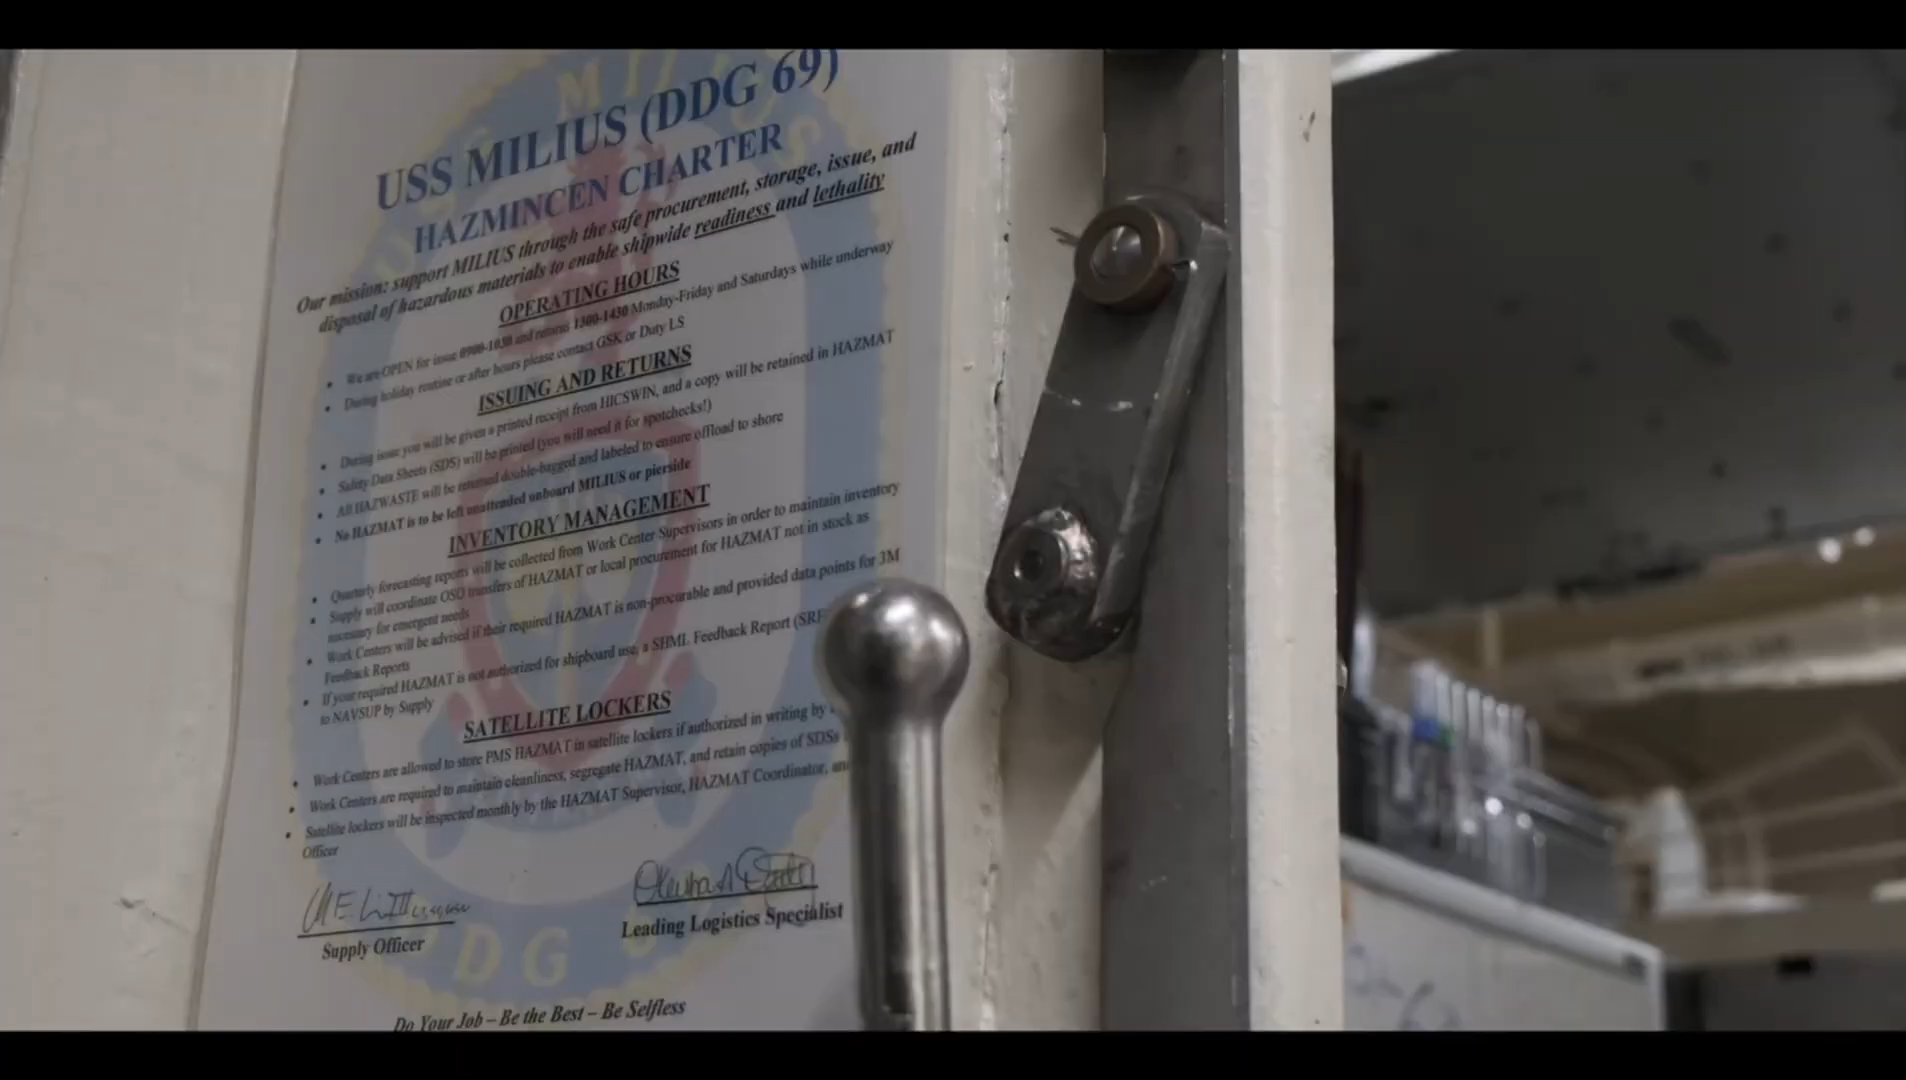 USS MILIUS (DDG 69)
HAZMINCEN CHARTER
Our mission: support MILIUS through the safe procurement, storage, issue, and
disposal of hazardous materials to enable shipwide readiness and lethality
OPERATING HOURS
• We are OPEN for issue 0900-1030 and returns 1300-1430 Monday-Friday and Saturdays while underway
• During holiday routine or after hours please contact GSK or Duty LS
ISSUING AND RETURNS
• During issue you will be given a printed receipt from HICSWIN, and a copy will be retained in HAZMAT
• Safety Data Sheets (SDS) will be printed (you will need it for spotchecks!)
• All HAZWASTE will be returned double-bagged and labeled to ensure offload to shore
• No HAZMAT is to be left unattended onboard MILIUS or pierside
INVENTORY MANAGEMENT
• Quarterly forecasting reports will be collected from Work Center Supervisors in order to maintain inventory
• Supply will coordinate OSO transfers of HAZMAT or local procurement for HAZMAT not in stock as
necessary for emergent needs
• Work Centers will be advised if their required HAZMAT is non-procurable and provided data points for 3M
Feedback Reports
• If your required HAZMAT is not authorized for shipboard use, a SHML Feedback Report (SRF
to NAVSUP by Supply
SATELLITE LOCKERS
• Work Centers are allowed to store PMS HAZMAT in satellite lockers if authorized in writing by
• Work Centers are required to maintain cleanliness, segregate HAZMAT, and retain copies of SDSs
• Satellite lockers will be inspected monthly by the HAZMAT Supervisor, HAZMAT Coordinator, and
Officer
Supply Officer
Leading Logistics Specialist
DDG
Do Your Job – Be the Best – Be Selfless